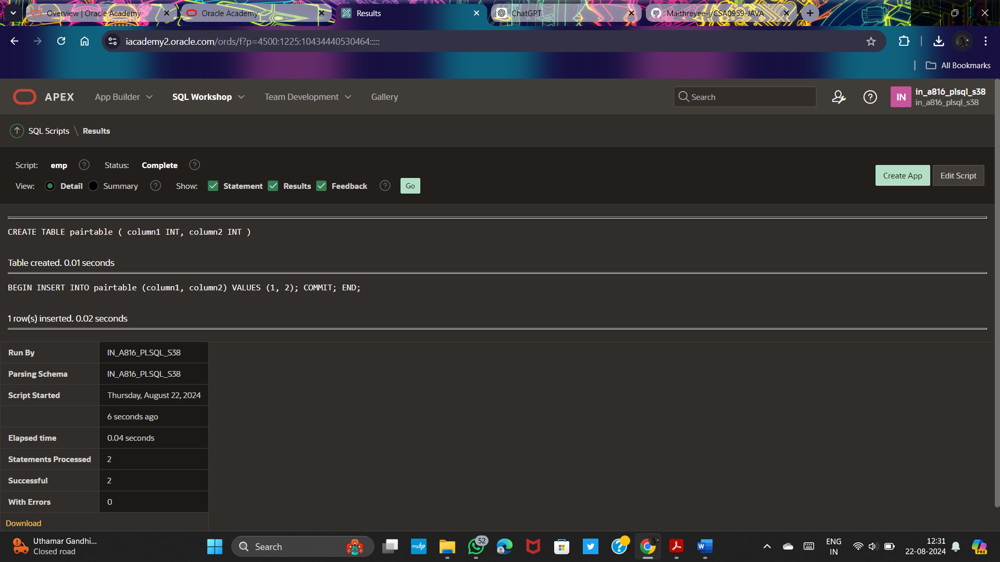 Overview | Oracle Academy
Oracle Academy
Results
ChatGPT
Maithreyee-j/CSA0959-JAVA
iacademy2.oracle.com/ords/f?p=4500:1225:10434440530464:::::
All Bookmarks
APEX
App Builder
SQL Workshop
Team Development
Gallery
Search
IN
in_a816_plsql_s38
in_a816_plsql_s38
SQL Scripts \ Results
Script: emp ? Status: Complete ?
View: Detail Summary ? Show: Statement Results Feedback ? Go
Create App
Edit Script
CREATE TABLE pairtable ( column1 INT, column2 INT )
Table created. 0.01 seconds
BEGIN INSERT INTO pairtable (column1, column2) VALUES (1, 2); COMMIT; END;
1 row(s) inserted. 0.02 seconds
Run By IN_A816_PLSQL_S38
Parsing Schema IN_A816_PLSQL_S38
Script Started Thursday, August 22, 2024
6 seconds ago
Elapsed time 0.04 seconds
Statements Processed 2
Successful 2
With Errors 0
Download
Uthamar Gandhi...
Closed road
Search
myhp
52
W
ENG
IN
12:31
22-08-2024
PRE